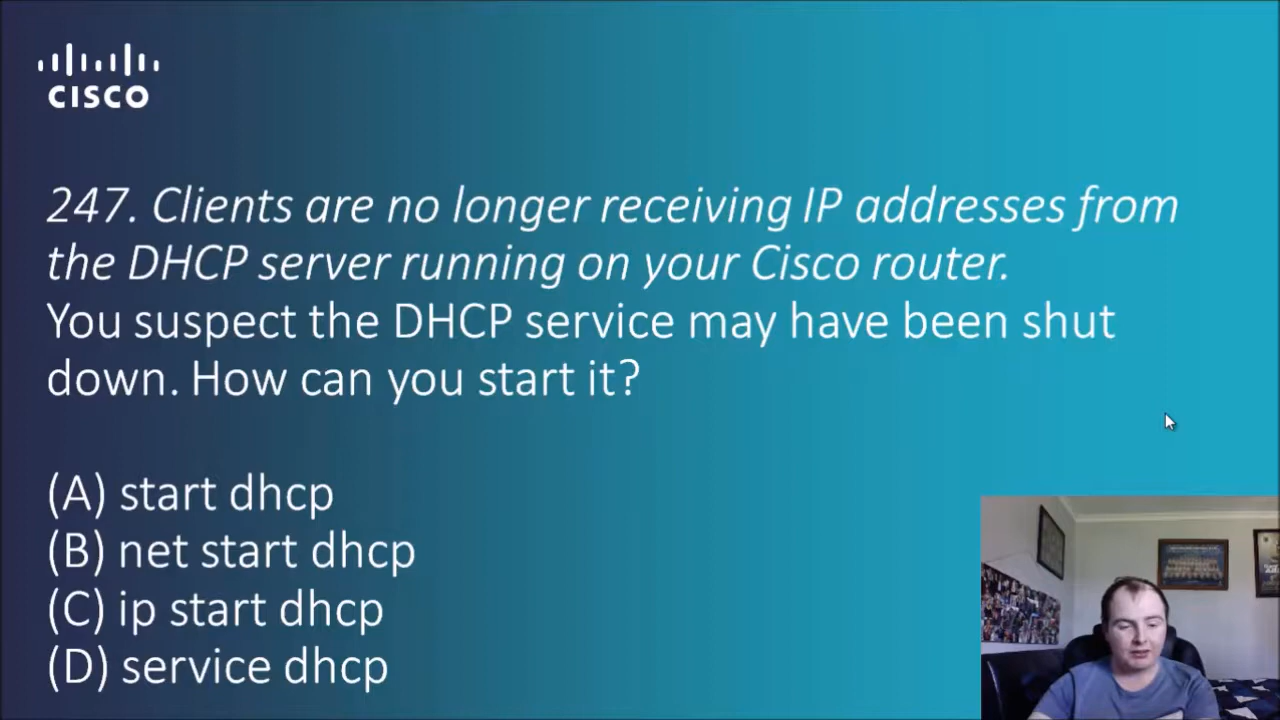 CISCO
247. Clients are no longer receiving IP addresses from
the DHCP server running on your Cisco router.
You suspect the DHCP service may have been shut
down. How can you start it?
(A) start dhcp
(B) net start dhcp
(C) ip start dhcp
(D) service dhcp